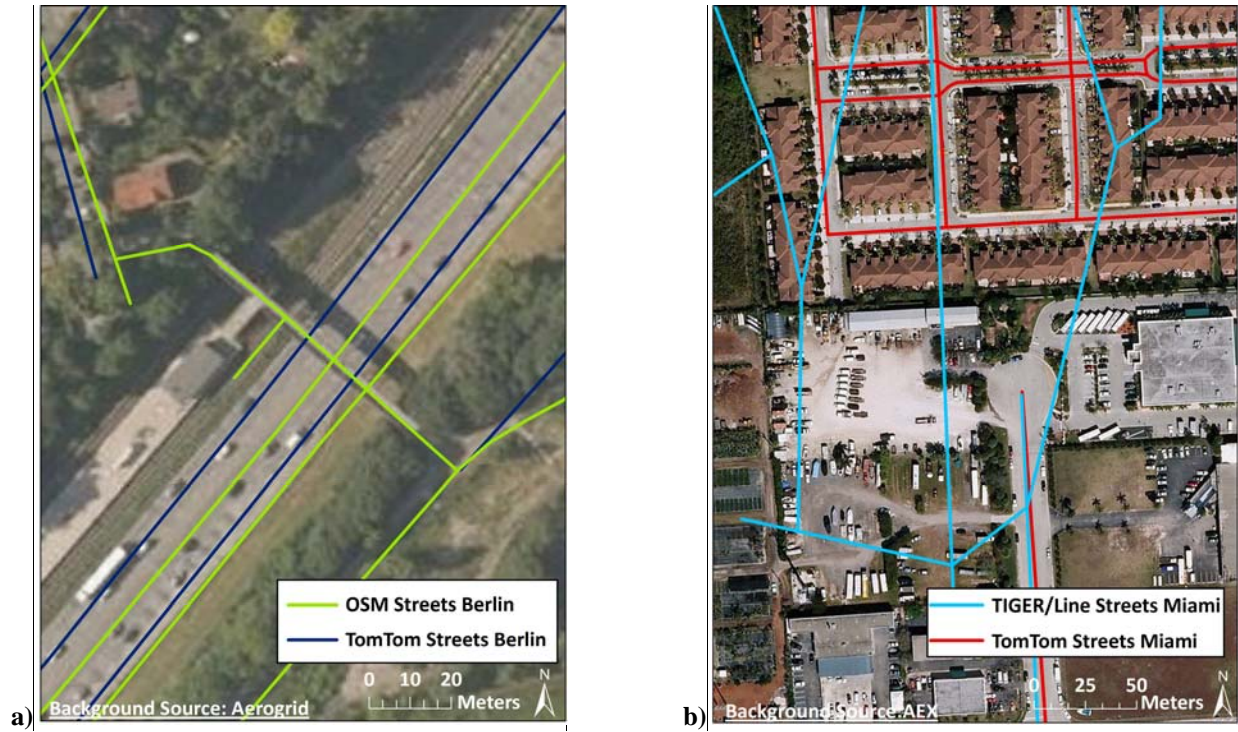 OSM Streets Berlin
TomTom Streets Berlin
0 10 20
Meters
N
Background Source: Aerogrid
a)
TIGER/Line Streets Miami
TomTom Streets Miami
0 25 50
Meters
N
Background Source:AEX
b)